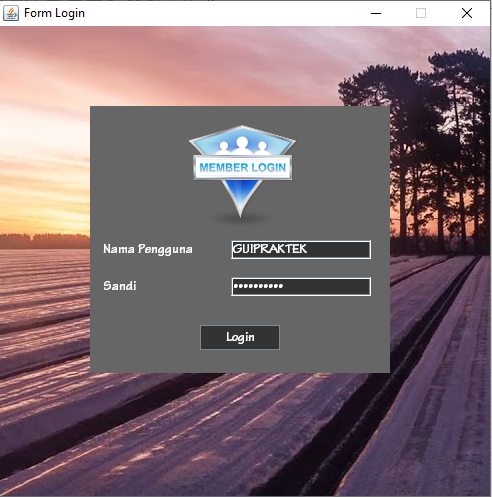 Form Login
MEMBER LOGIN
Nama Pengguna GUIPRAKTEK
Sandi ••••••••••
Login